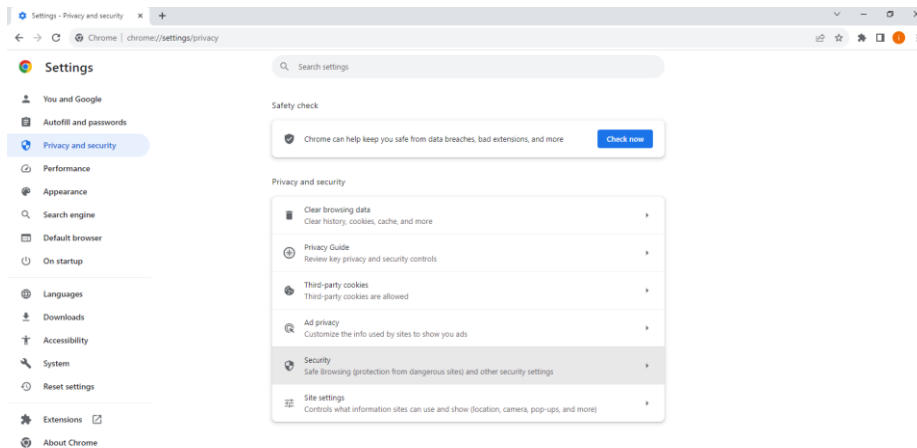 Settings - Privacy and security
Chrome | chrome://settings/privacy
Settings
Search settings
You and Google
Autofill and passwords
Privacy and security
Performance
Appearance
Search engine
Default browser
On startup
Languages
Downloads
Accessibility
System
Reset settings
Extensions
About Chrome
Safety check
Chrome can help keep you safe from data breaches, bad extensions, and more
Check now
Privacy and security
Clear browsing data
Clear history, cookies, cache, and more
Privacy Guide
Review key privacy and security controls
Third-party cookies
Third-party cookies are allowed
Ad privacy
Customize the info used by sites to show you ads
Security
Safe Browsing (protection from dangerous sites) and other security settings
Site settings
Controls what information sites can use and show (location, camera, pop-ups, and more)